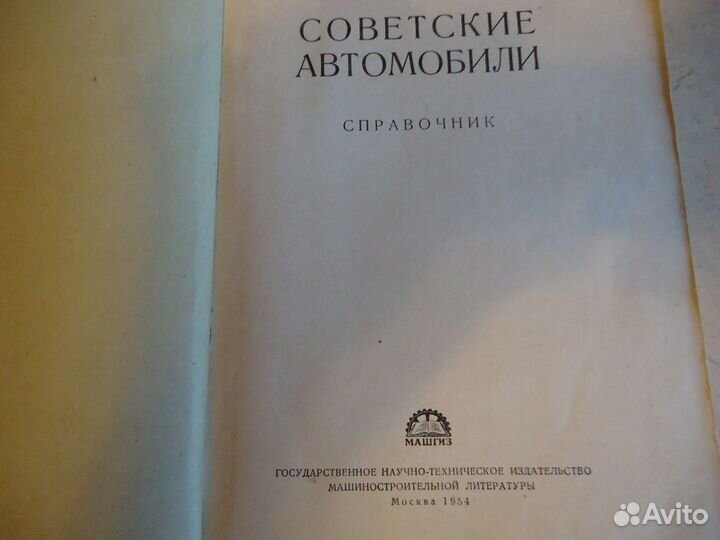 СОВЕТСКИЕ
АВТОМОБИЛИ
СПРАВОЧНИК
МАШГИЗ
ГОСУДАРСТВЕННОЕ НАУЧНО-ТЕХНИЧЕСКОЕ ИЗДАТЕЛЬСТВО
МАШИНОСТРОИТЕЛЬНОЙ ЛИТЕРАТУРЫ
Москва 1954
Avito